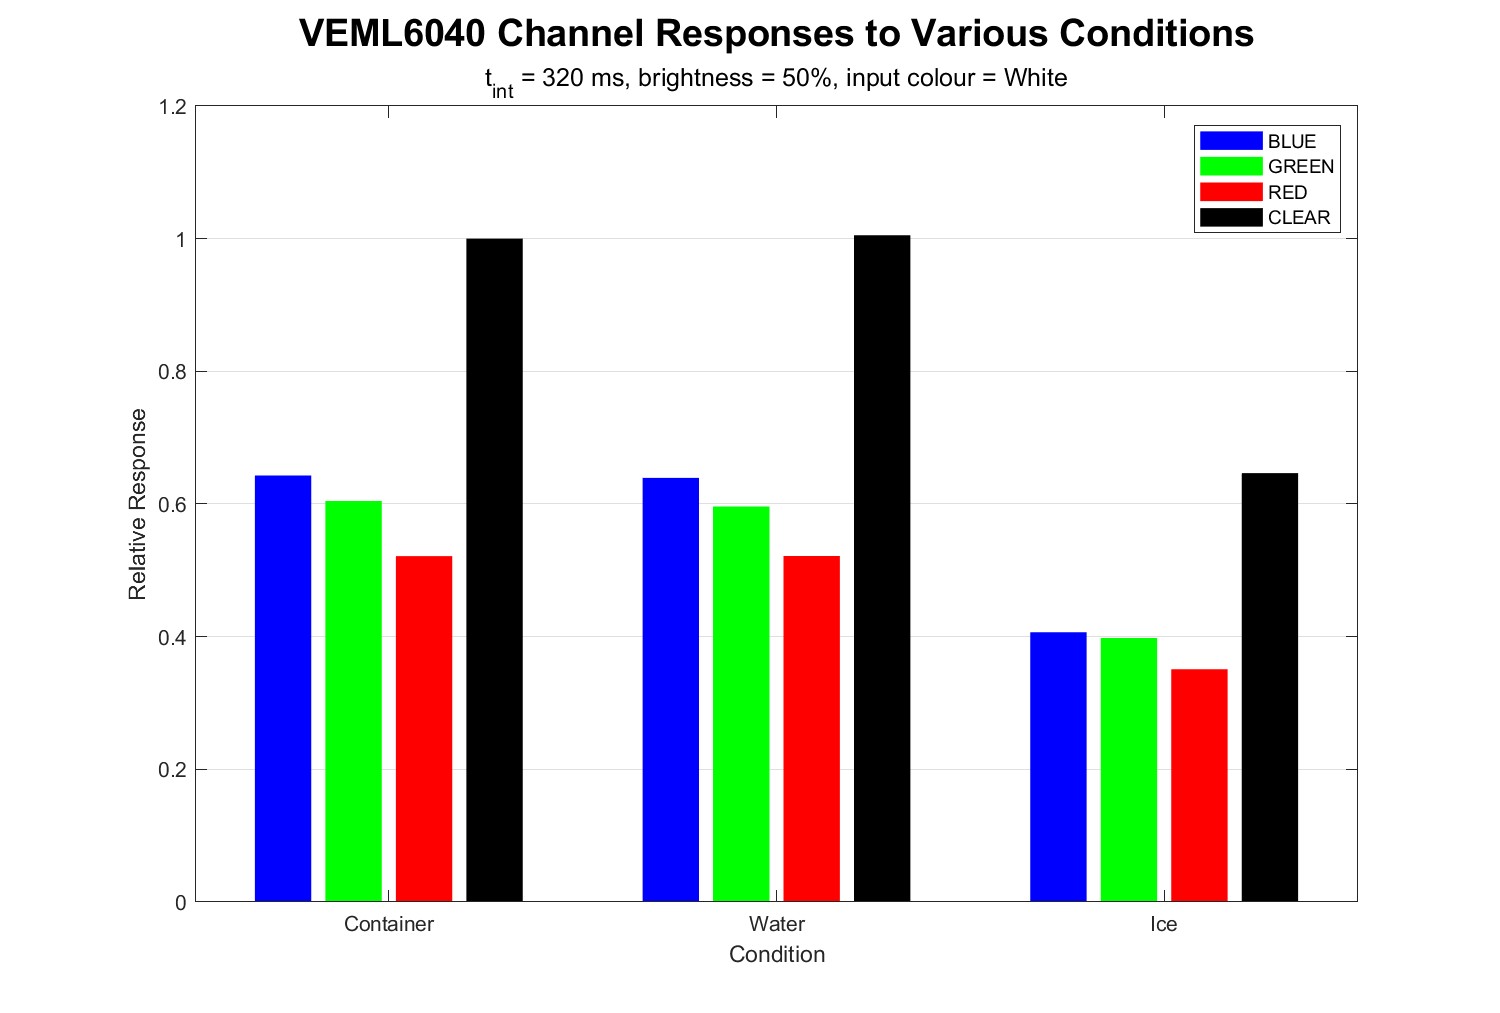 VEML6040 Channel Responses to Various Conditions
t_int = 320 ms, brightness = 50%, input colour = White
1.2
1
0.8
0.6
0.4
0.2
0
Relative Response
BLUE
GREEN
RED
CLEAR
Container Water Ice
Condition